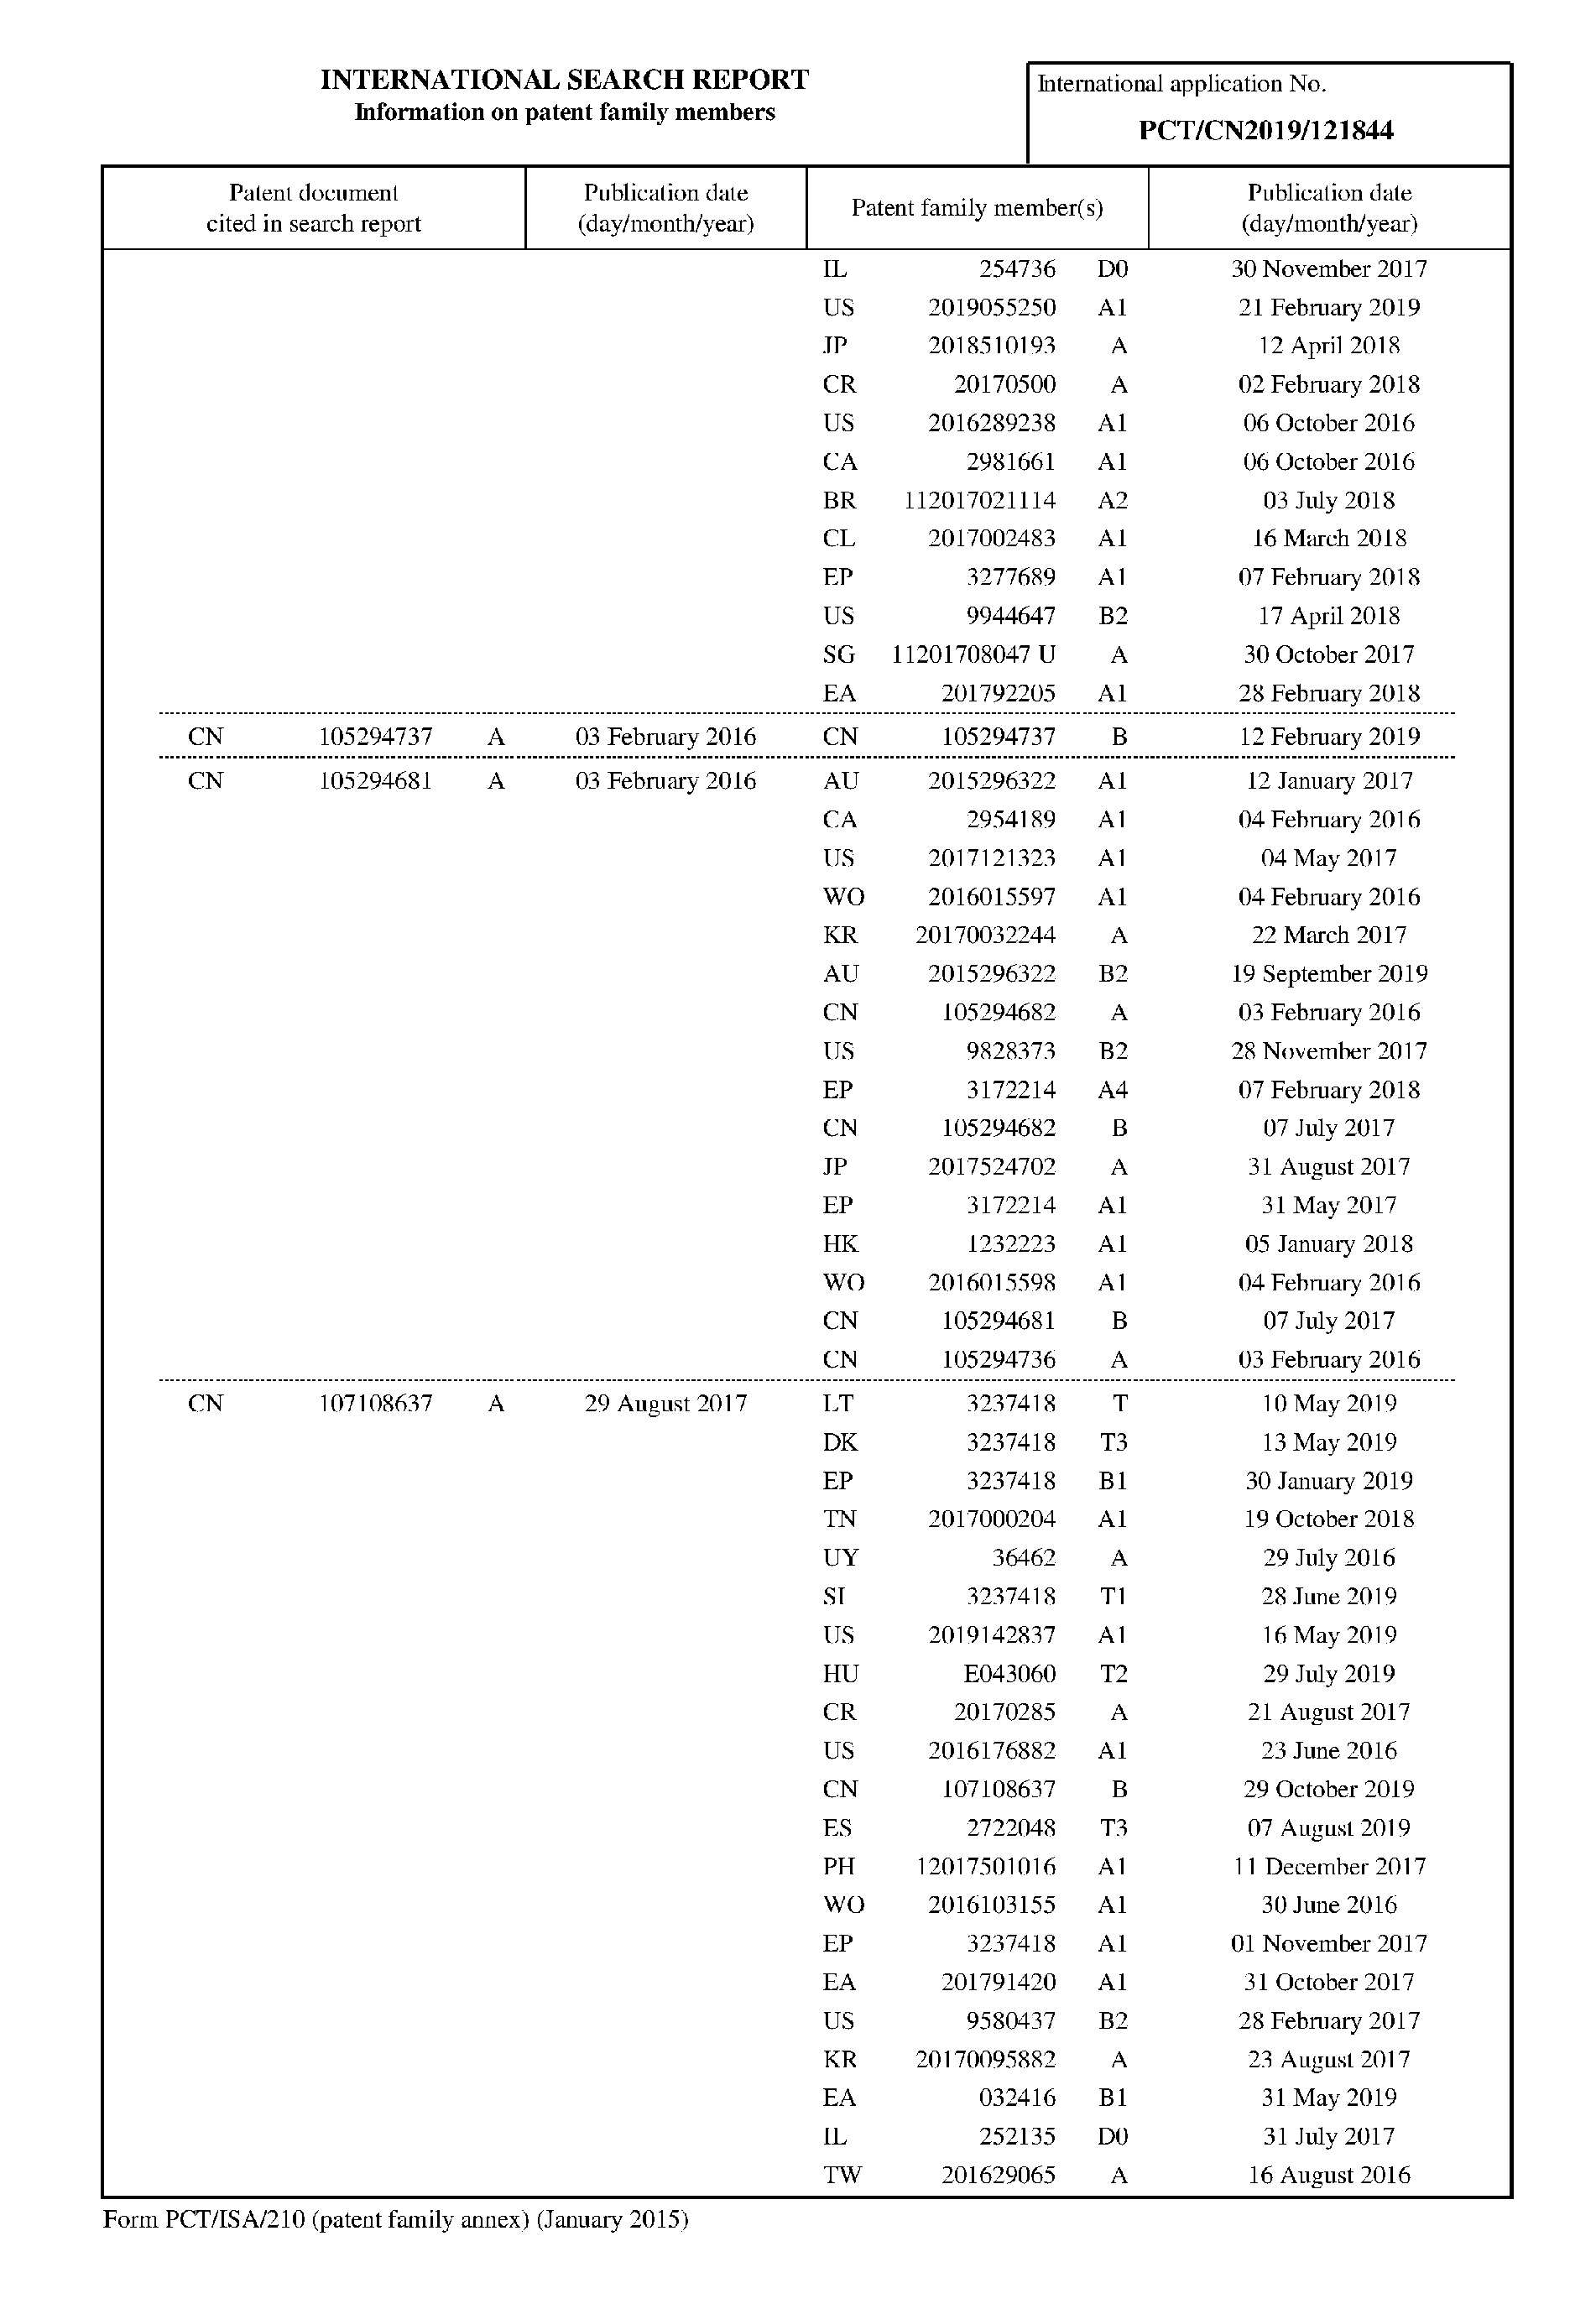 INTERNATIONAL SEARCH REPORT
Information on patent family members
International application No.
PCT/CN2019/121844
Patent document
cited in search report
Publication date
(day/month/year)
Patent family member(s)
Publication date
(day/month/year)
IL 254736 D0 30 November 2017
US 2019055250 A1 21 February 2019
JP 2018510193 A 12 April 2018
CR 20170500 A 02 February 2018
US 2016289238 A1 06 October 2016
CA 2981661 A1 06 October 2016
BR 112017021114 A2 03 July 2018
CL 2017002483 A1 16 March 2018
EP 3277689 A1 07 February 2018
US 9944647 B2 17 April 2018
SG 11201708047 U A 30 October 2017
EA 201792205 A1 28 February 2018
CN 105294737 A 03 February 2016 CN 105294737 B 12 February 2019
CN 105294681 A 03 February 2016 AU 2015296322 A1 12 January 2017
CA 2954189 A1 04 February 2016
US 2017121323 A1 04 May 2017
WO 2016015597 A1 04 February 2016
KR 20170032244 A 22 March 2017
AU 2015296322 B2 19 September 2019
CN 105294682 A 03 February 2016
US 9828373 B2 28 November 2017
EP 3172214 A4 07 February 2018
CN 105294682 B 07 July 2017
JP 2017524702 A 31 August 2017
EP 3172214 A1 31 May 2017
HK 1232223 A1 05 January 2018
WO 2016015598 A1 04 February 2016
CN 105294681 B 07 July 2017
CN 105294736 A 03 February 2016
CN 107108637 A 29 August 2017 LT 3237418 T 10 May 2019
DK 3237418 T3 13 May 2019
EP 3237418 B1 30 January 2019
TN 2017000204 A1 19 October 2018
UY 36462 A 29 July 2016
SI 3237418 T1 28 June 2019
US 2019142837 A1 16 May 2019
HU E043060 T2 29 July 2019
CR 20170285 A 21 August 2017
US 2016176882 A1 23 June 2016
CN 107108637 B 29 October 2019
ES 2722048 T3 07 August 2019
PH 12017501016 A1 11 December 2017
WO 2016103155 A1 30 June 2016
EP 3237418 A1 01 November 2017
EA 201791420 A1 31 October 2017
US 9580437 B2 28 February 2017
KR 20170095882 A 23 August 2017
EA 032416 B1 31 May 2019
IL 252135 D0 31 July 2017
TW 201629065 A 16 August 2016
Form PCT/ISA/210 (patent family annex) (January 2015)